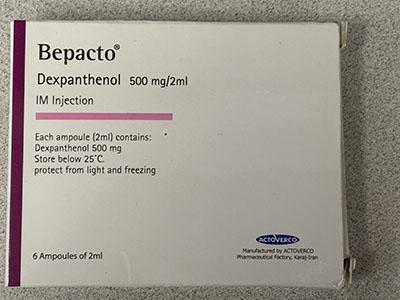 Bepacto®
Dexpanthenol 500 mg/2ml
IM Injection
Each ampoule (2ml) contains:
Dexpanthenol 500 mg
Store below 25˚C.
protect from light and freezing
6 Ampoules of 2ml
ACTOVERCO
Manufactured by ACTOVERCO
Pharmaceutical Factory, Karaj-Iran